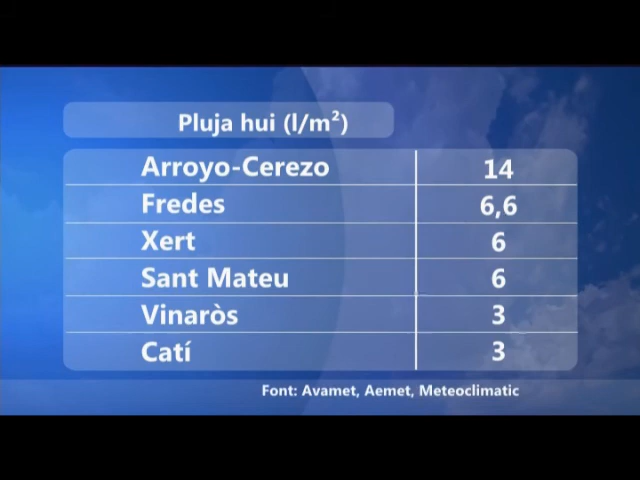 Pluja hui (l/m²)
Arroyo-Cerezo 14
Fredes 6,6
Xert 6
Sant Mateu 6
Vinaròs 3
Catí 3
Font: Avamet, Aemet, Meteoclimatic